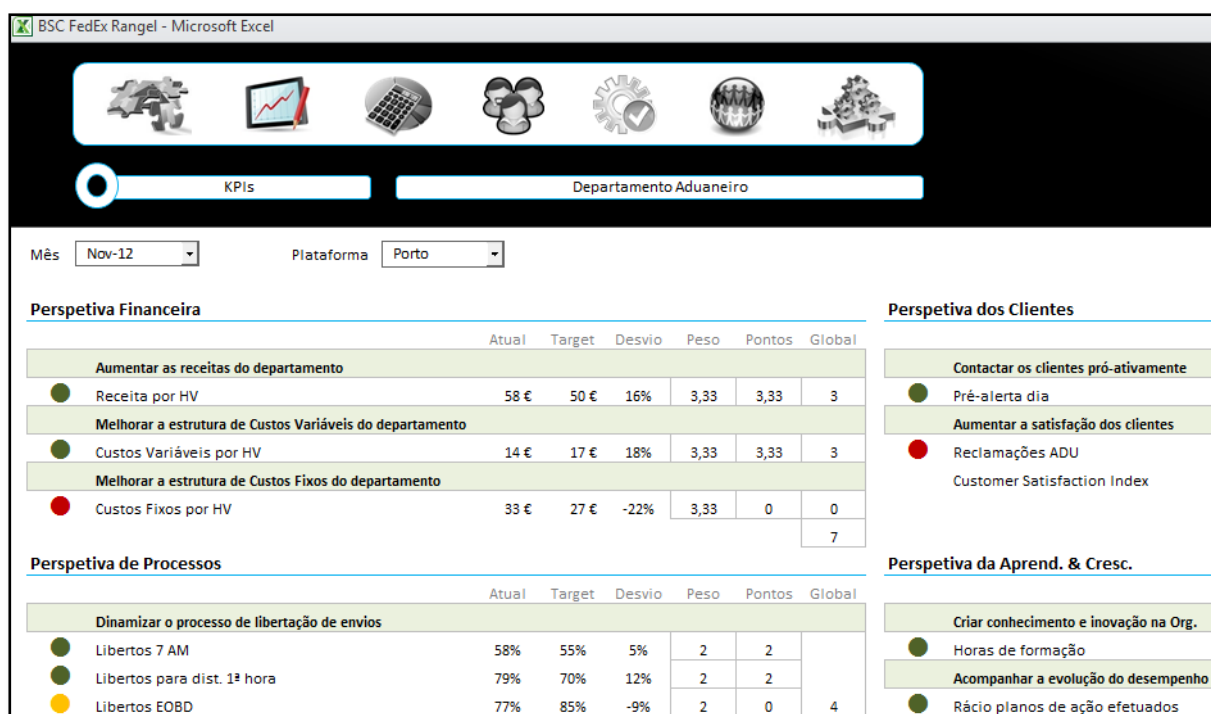 BSC FedEx Rangel - Microsoft Excel
KPIs Departamento Aduaneiro
Mês Nov-12 Plataforma Porto
Perspetiva Financeira
Atual Target Desvio Peso Pontos Global
Aumentar as receitas do departamento
Receita por HV 58 € 50 € 16% 3,33 3,33 3
Melhorar a estrutura de Custos Variáveis do departamento
Custos Variáveis por HV 14 € 17 € 18% 3,33 3,33 3
Melhorar a estrutura de Custos Fixos do departamento
Custos Fixos por HV 33 € 27 € -22% 3,33 0 0
7
Perspetiva dos Clientes
Contactar os clientes pró-ativamente
Pré-alerta dia
Aumentar a satisfação dos clientes
Reclamações ADU
Customer Satisfaction Index
Perspetiva de Processos
Atual Target Desvio Peso Pontos Global
Dinamizar o processo de libertação de envios
Libertos 7 AM 58% 55% 5% 2 2
Libertos para dist. 1ª hora 79% 70% 12% 2 2
Libertos EOBD 77% 85% -9% 2 0 4
Perspetiva da Aprend. & Cresc.
Criar conhecimento e inovação na Org.
Horas de formação
Acompanhar a evolução do desempenho
Rácio planos de ação efetuados